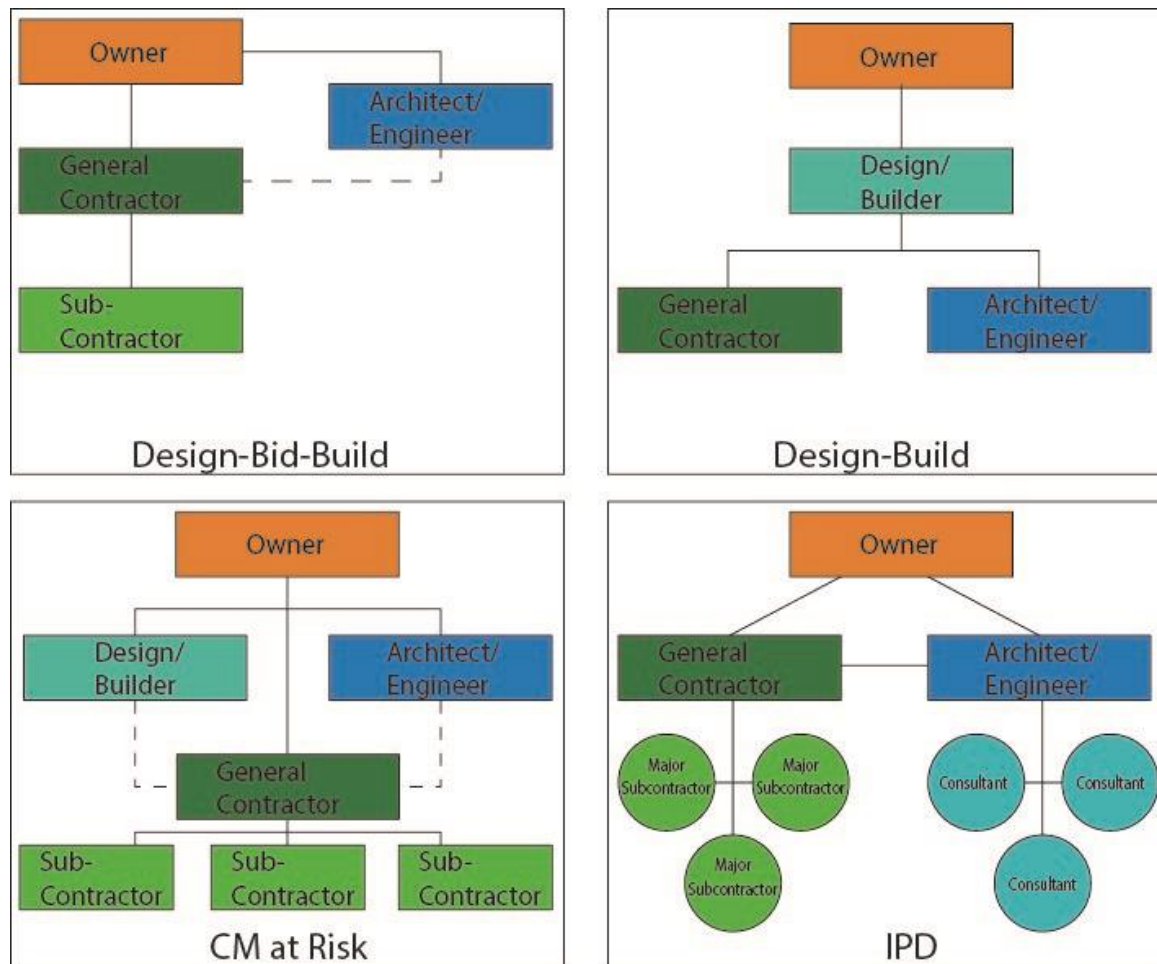 Owner
Architect/
Engineer
General
Contractor
Sub-
Contractor
Design-Bid-Build
Owner
Design/
Builder
General
Contractor
Architect/
Engineer
Design-Build
Owner
Design/
Builder
Architect/
Engineer
General
Contractor
Sub-
Contractor
Sub-
Contractor
Sub-
Contractor
CM at Risk
Owner
General
Contractor
Architect/
Engineer
Major
Subcontractor
Major
Subcontractor
Major
Subcontractor
Consultant
Consultant
Consultant
IPD